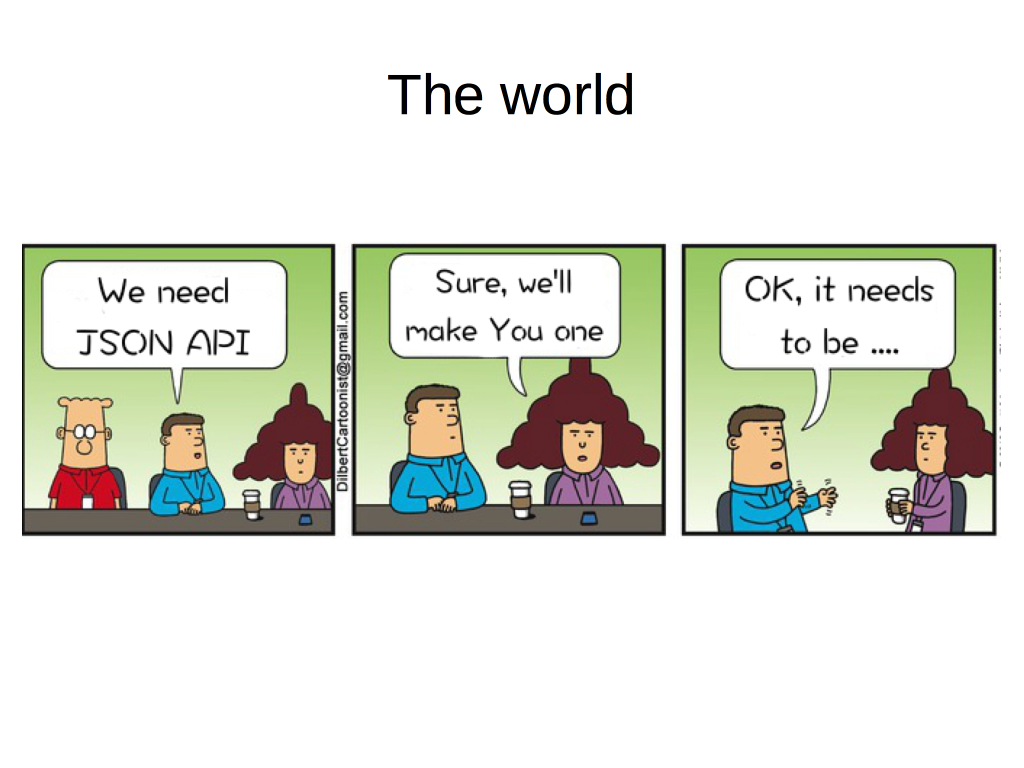 The world
We need
JSON API
DilbertCartoonist@gmail.com
Sure, we'll
make You one
OK, it needs
to be ....